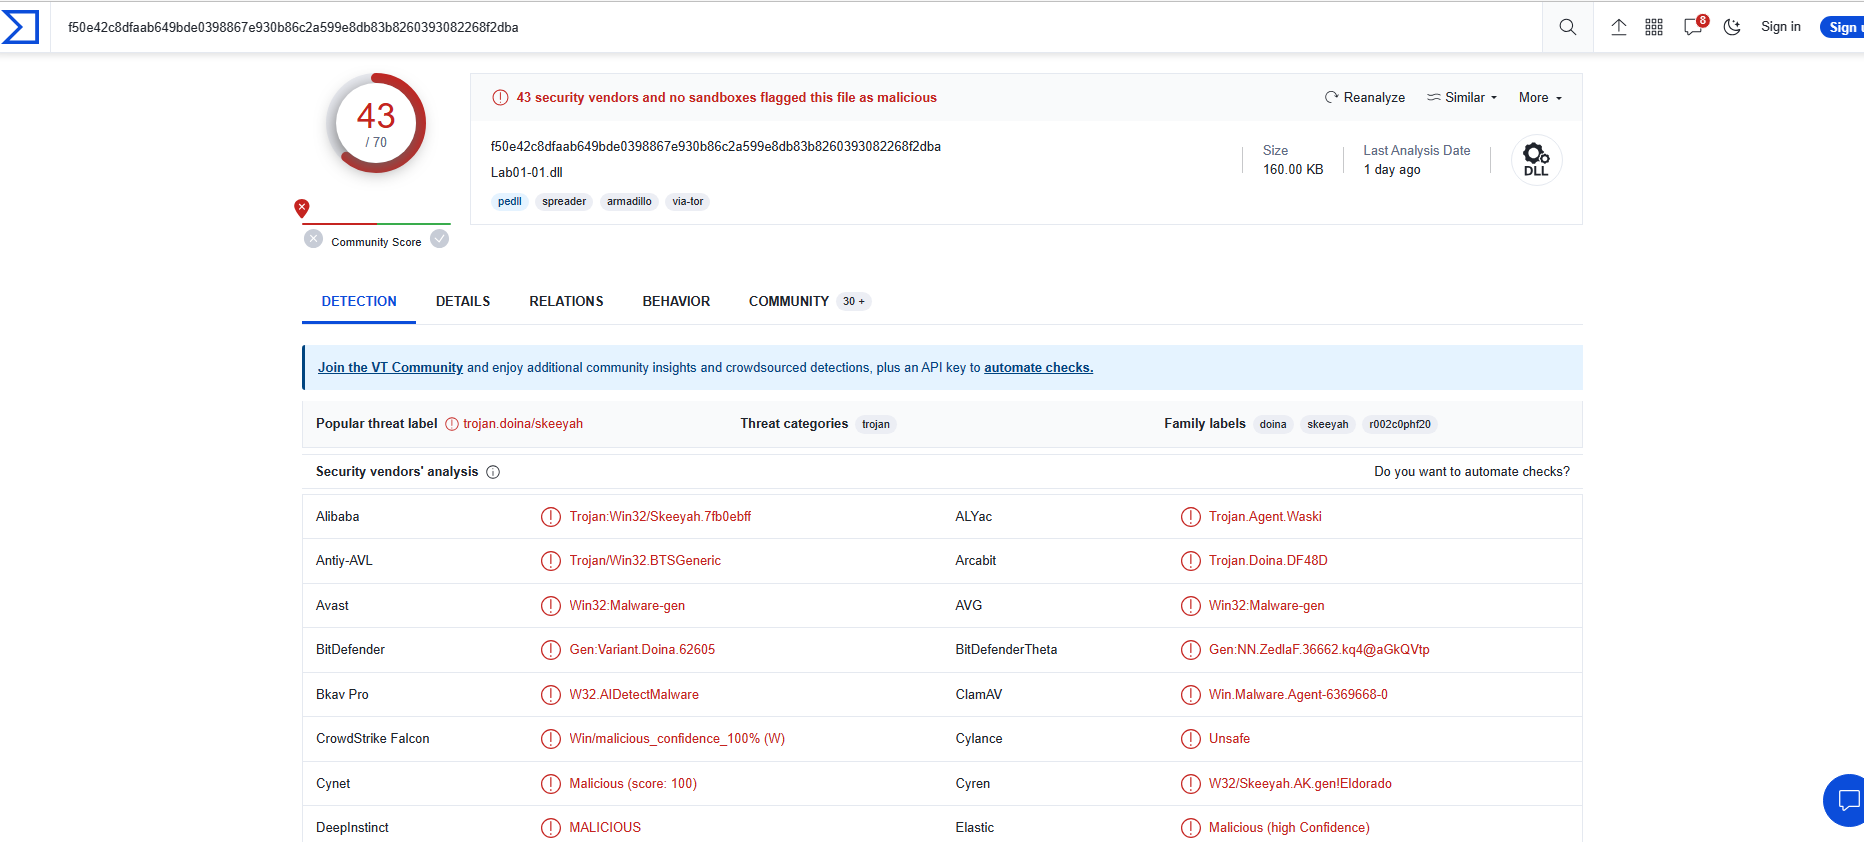 f50e42c8dfaab649bde0398867e930b86c2a599e8db83b8260393082268f2dba
8
Sign in
Sign u
43
/ 70
Community Score
43 security vendors and no sandboxes flagged this file as malicious
Reanalyze
Similar
More
f50e42c8dfaab649bde0398867e930b86c2a599e8db83b8260393082268f2dba
Lab01-01.dll
pedll spreader armadillo via-tor
Size
160.00 KB
Last Analysis Date
1 day ago
DLL
DETECTION DETAILS RELATIONS BEHAVIOR COMMUNITY 30 +
Join the VT Community and enjoy additional community insights and crowdsourced detections, plus an API key to automate checks.
Popular threat label trojan.doina/skeeyah Threat categories trojan Family labels doina skeeyah r002c0phf20
Security vendors' analysis Do you want to automate checks?
Alibaba Trojan:Win32/Skeeyah.7fb0ebff ALYac Trojan.Agent.Waski
Antiy-AVL Trojan/Win32.BTSGeneric Arcabit Trojan.Doina.DF48D
Avast Win32:Malware-gen AVG Win32:Malware-gen
BitDefender Gen:Variant.Doina.62605 BitDefenderTheta Gen:NN.ZedlaF.36662.kq4@aGkQVtp
Bkav Pro W32.AIDetectMalware ClamAV Win.Malware.Agent-6369668-0
CrowdStrike Falcon Win/malicious_confidence_100% (W) Cylance Unsafe
Cynet Malicious (score: 100) Cyren W32/Skeeyah.AK.gen!Eldorado
DeepInstinct MALICIOUS Elastic Malicious (high Confidence)